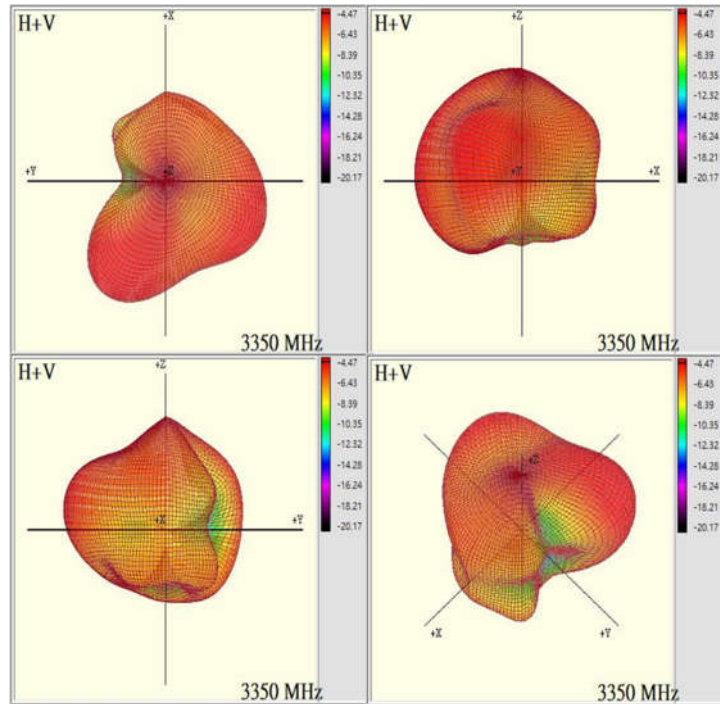 H+V
+X
+Y
+Z
-4.47
-6.43
-8.39
-10.35
-12.32
-14.28
-16.24
-18.21
-20.17
3350 MHz
H+V
+Z
+Y
+X
-4.47
-6.43
-8.39
-10.35
-12.32
-14.28
-16.24
-18.21
-20.17
3350 MHz
H+V
+Z
+X
+Y
-4.47
-6.43
-8.39
-10.35
-12.32
-14.28
-16.24
-18.21
-20.17
3350 MHz
H+V
+Z
+X
+Y
-4.47
-6.43
-8.39
-10.35
-12.32
-14.28
-16.24
-18.21
-20.17
3350 MHz